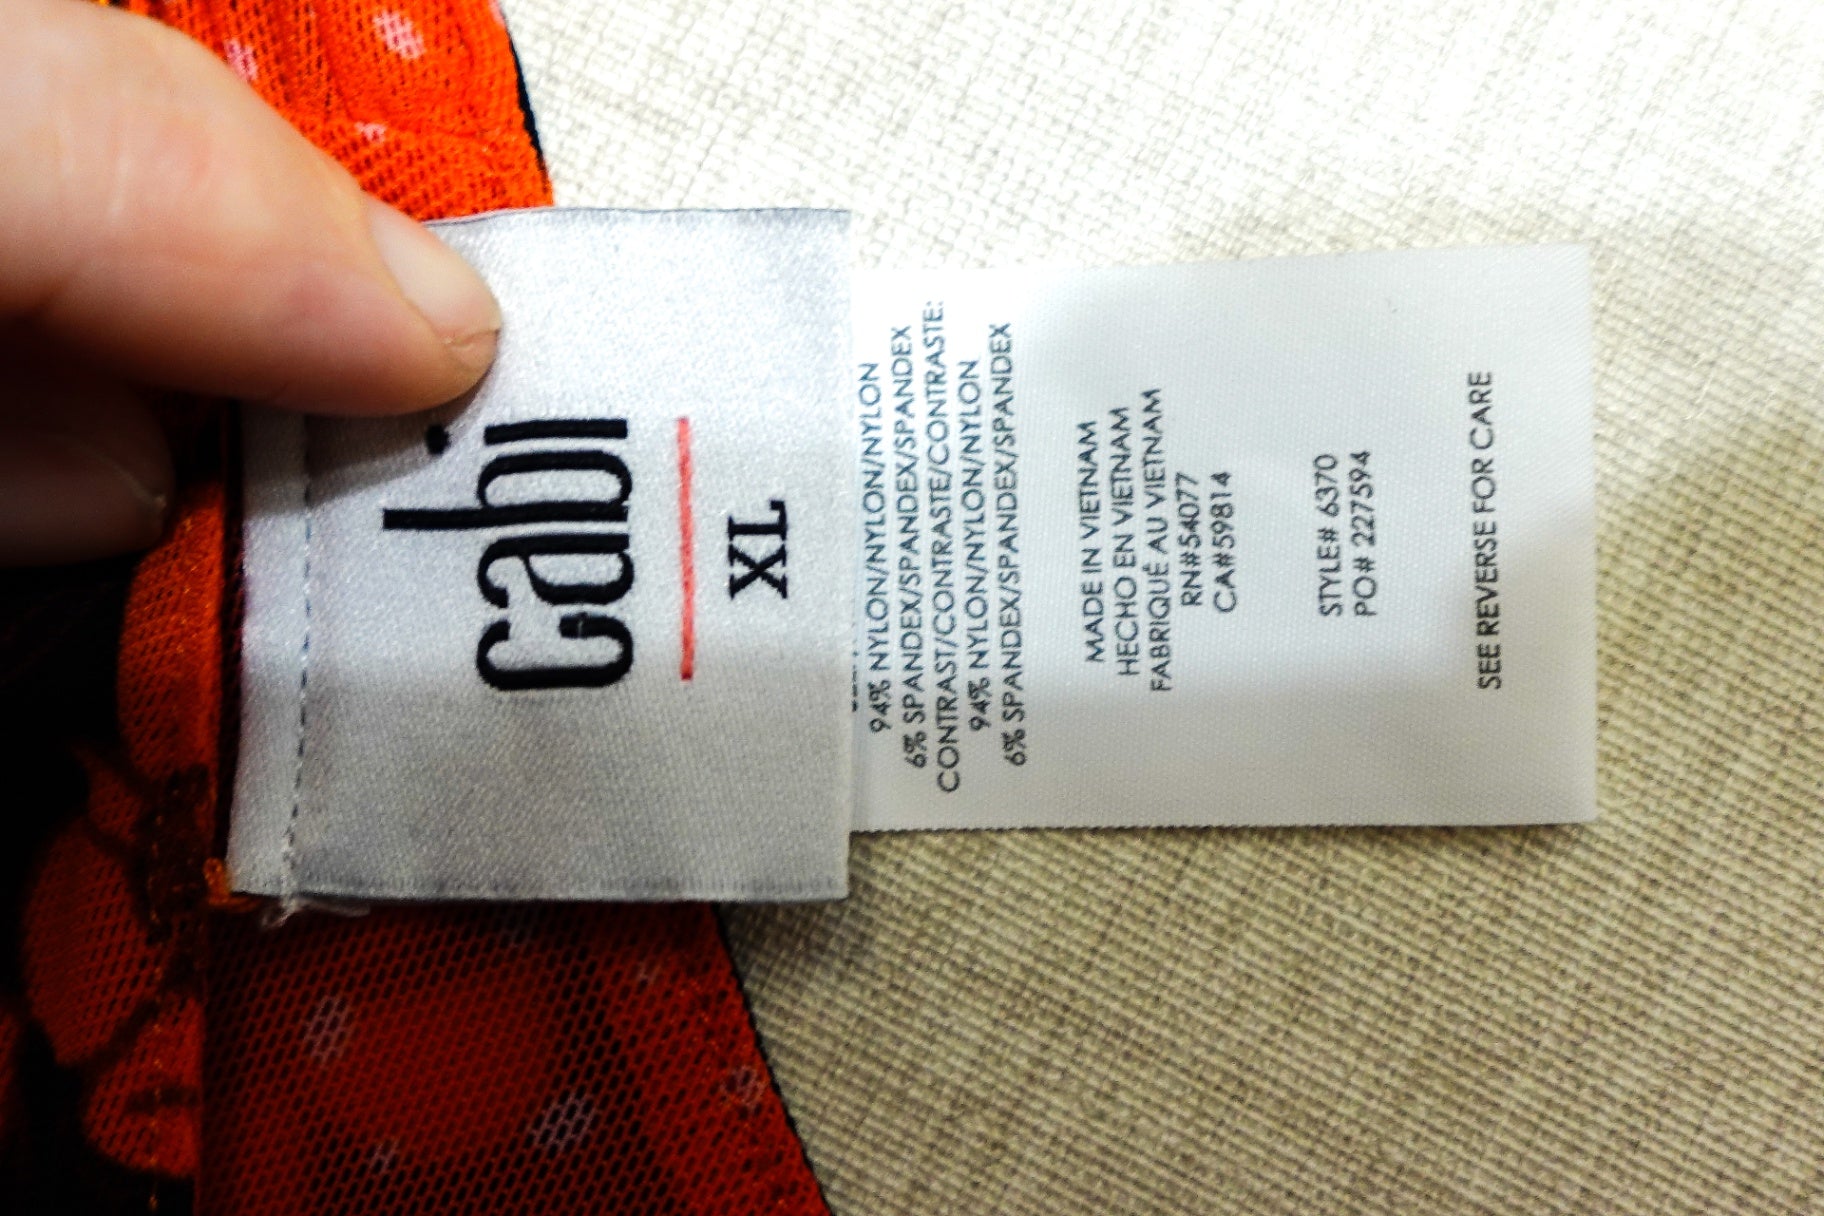 cabi
XL
94% NYLON/NYLON/NYLON
6% SPANDEX/SPANDEX/SPANDEX
CONTRAST/CONTRASTE/CONTRASTE:
94% NYLON/NYLON/NYLON
6% SPANDEX/SPANDEX/SPANDEX
MADE IN VIETNAM
HECHO EN VIETNAM
FABRIQUÉ AU VIETNAM
RN#54077
CA#59814
STYLE# 6370
PO# 227594
SEE REVERSE FOR CARE